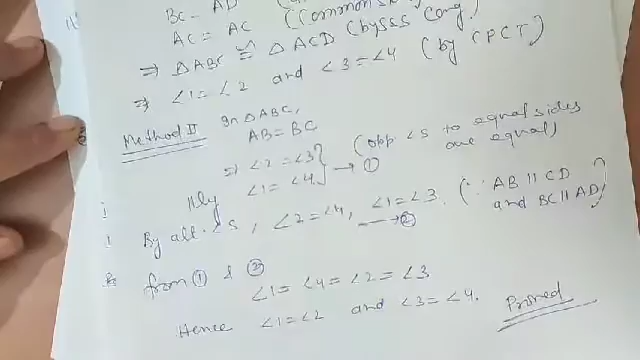 BC = AD
AC = AC (Common
⇒ △ABC ≅ △ACD (by SSS Cong.
⇒ ∠1 = ∠2 and ∠3 = ∠4 (by CPCT)
Method II In △ABC,
AB = BC
⇒ ∠2 = ∠3 } → ① (opp ∠s to equal sides are equal)
|||ly ∠1 = ∠4 }
By alt. ∠s, ∠2 = ∠4, ∠1 = ∠3. (∵ AB || CD and BC || AD)
→ ②
from ① & ②
∠1 = ∠4 = ∠2 = ∠3
Hence ∠1 = ∠2 and ∠3 = ∠4. Proved